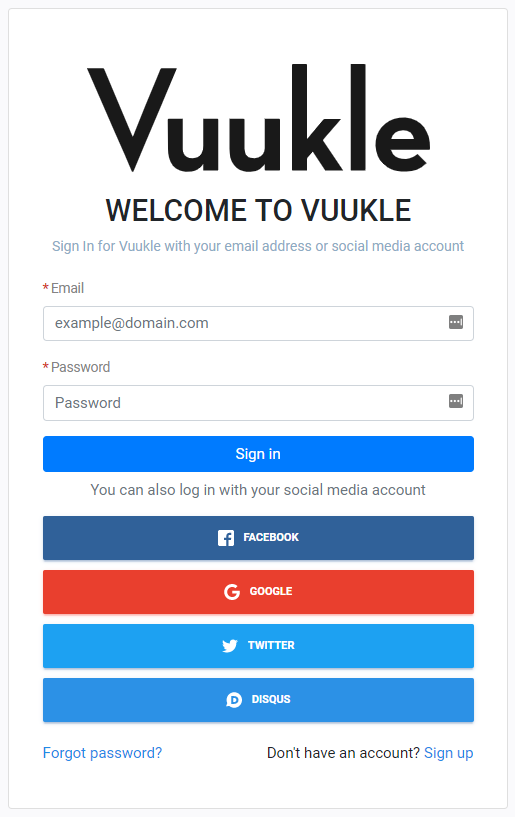 Vuukle
WELCOME TO VUUKLE
Sign In for Vuukle with your email address or social media account
* Email
example@domain.com
* Password
Password
Sign in
You can also log in with your social media account
FACEBOOK
GOOGLE
TWITTER
DISQUS
Forgot password? Don't have an account? Sign up